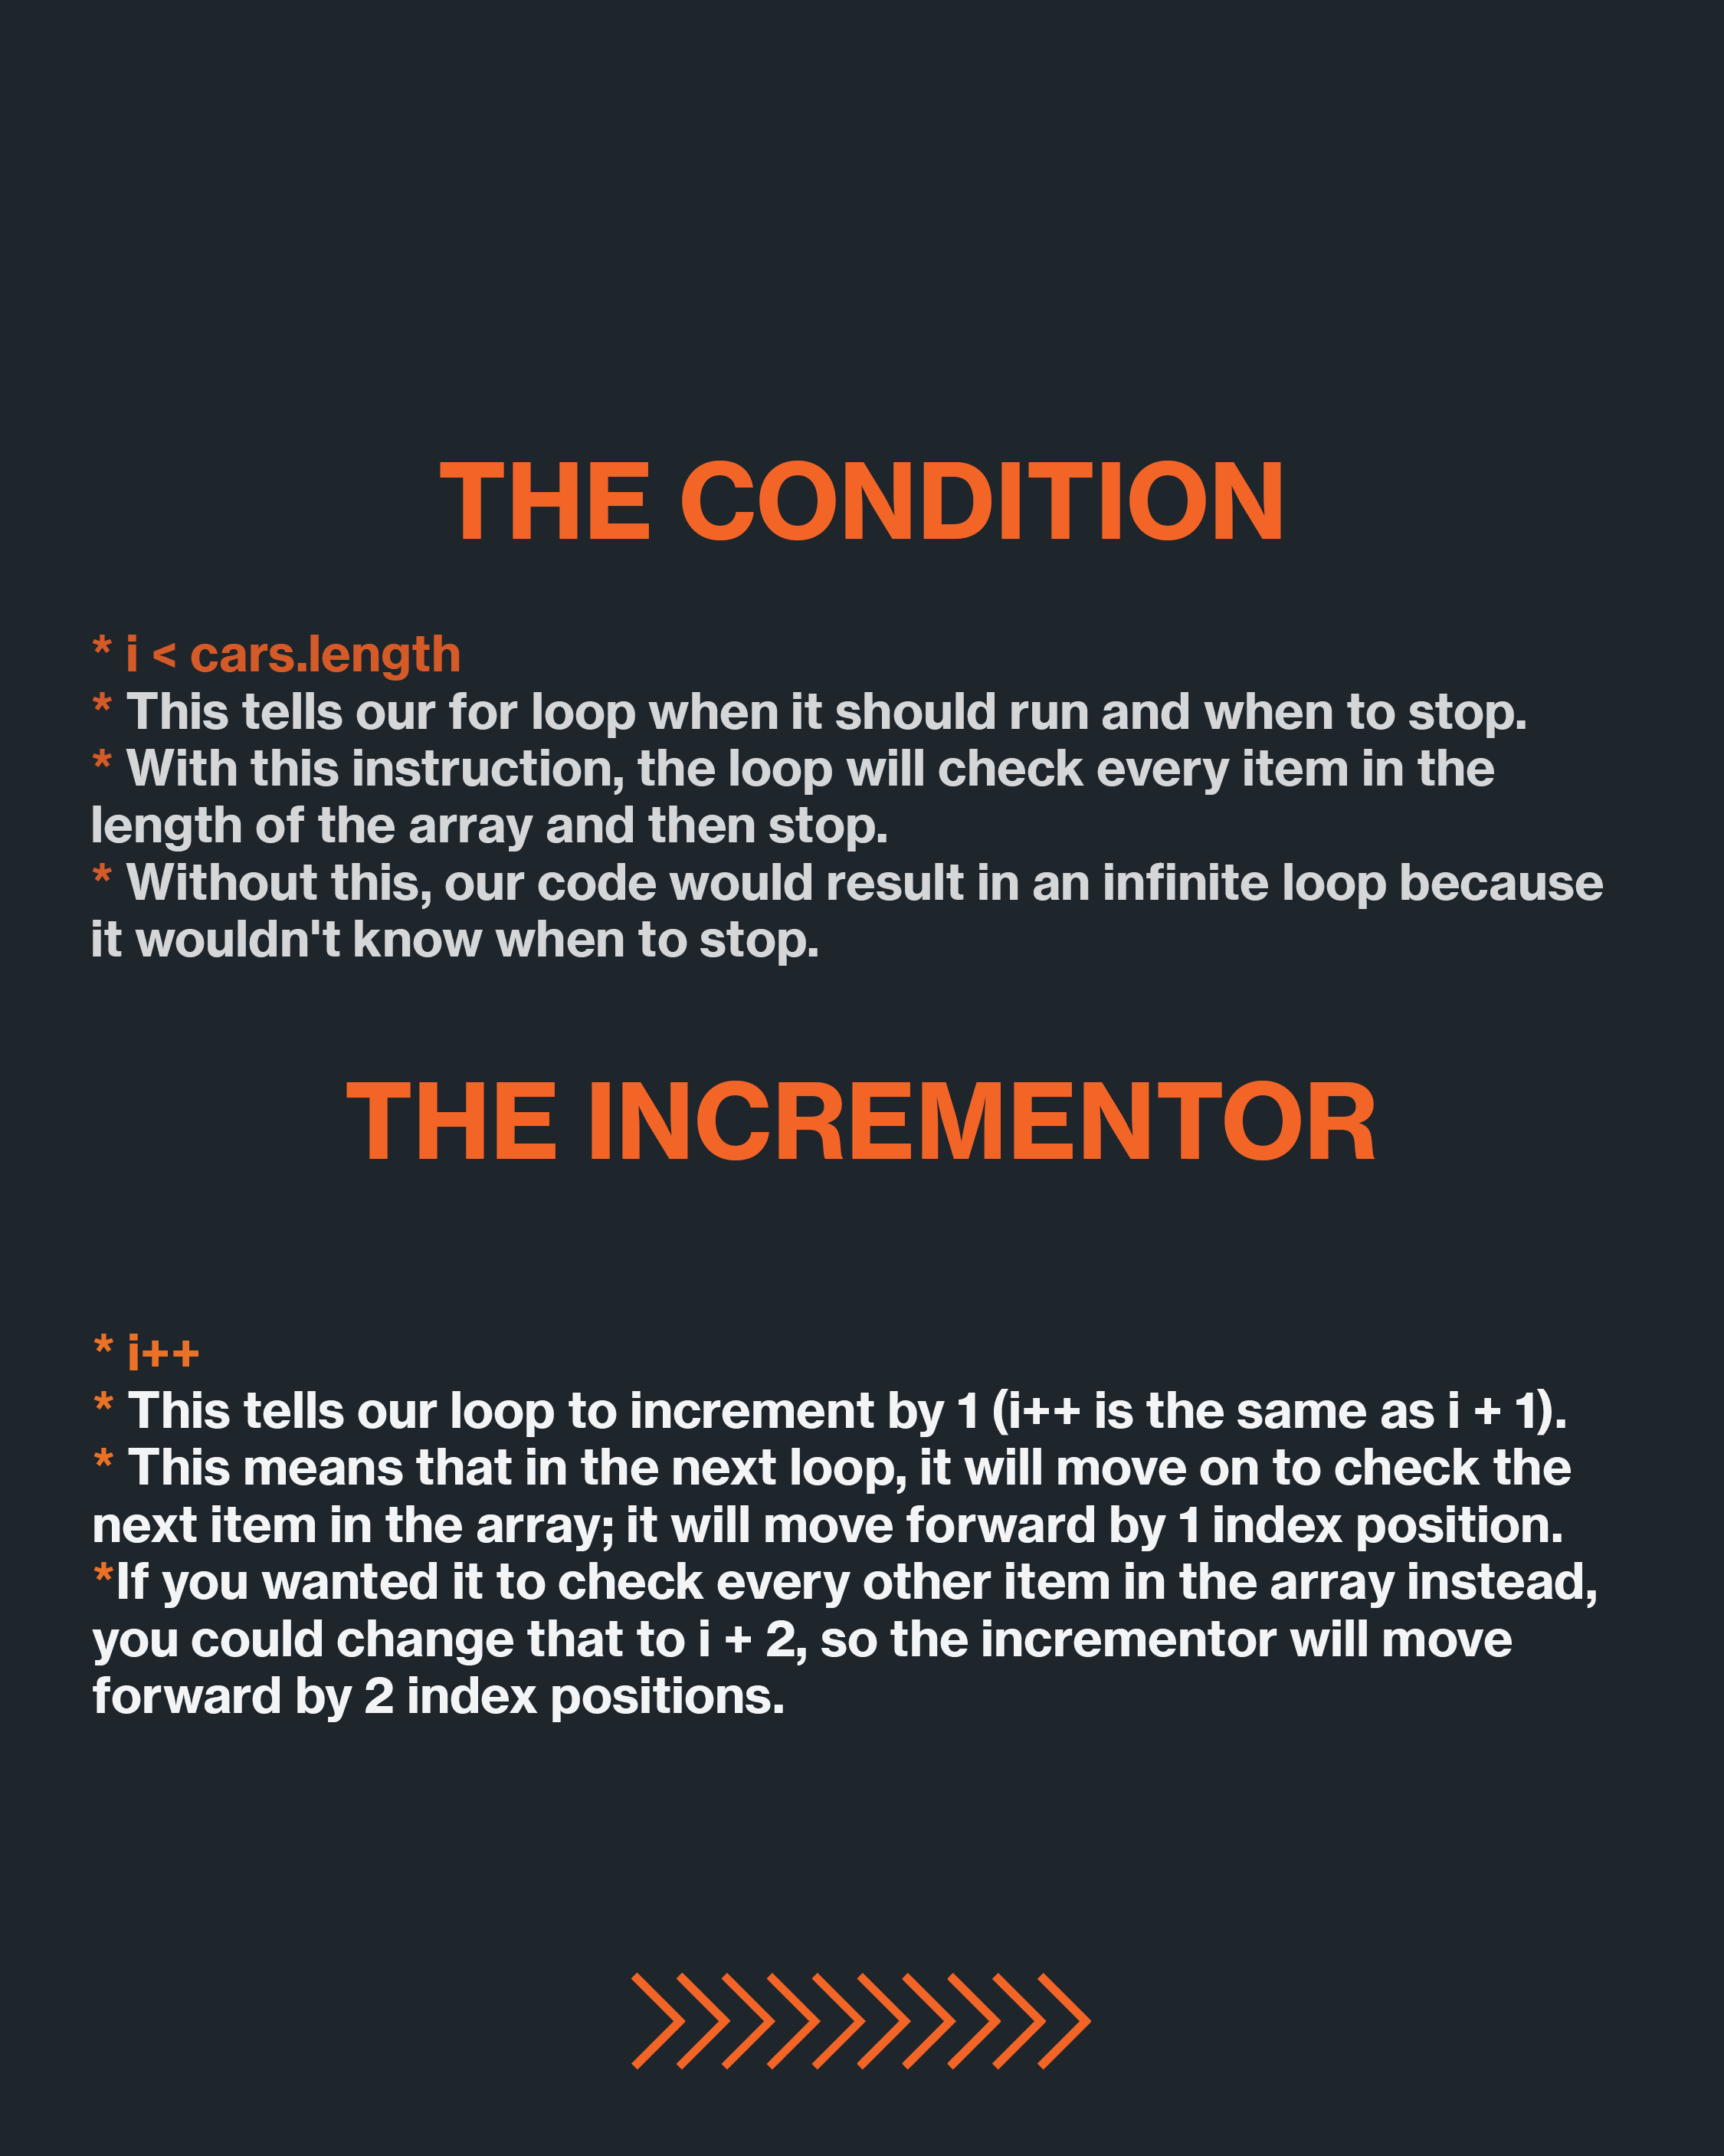 THE CONDITION
* i < cars.length
* This tells our for loop when it should run and when to stop.
* With this instruction, the loop will check every item in the
length of the array and then stop.
* Without this, our code would result in an infinite loop because
it wouldn't know when to stop.
THE INCREMENTOR
* i++
* This tells our loop to increment by 1 (i++ is the same as i + 1).
* This means that in the next loop, it will move on to check the
next item in the array; it will move forward by 1 index position.
*If you wanted it to check every other item in the array instead,
you could change that to i + 2, so the incrementor will move
forward by 2 index positions.